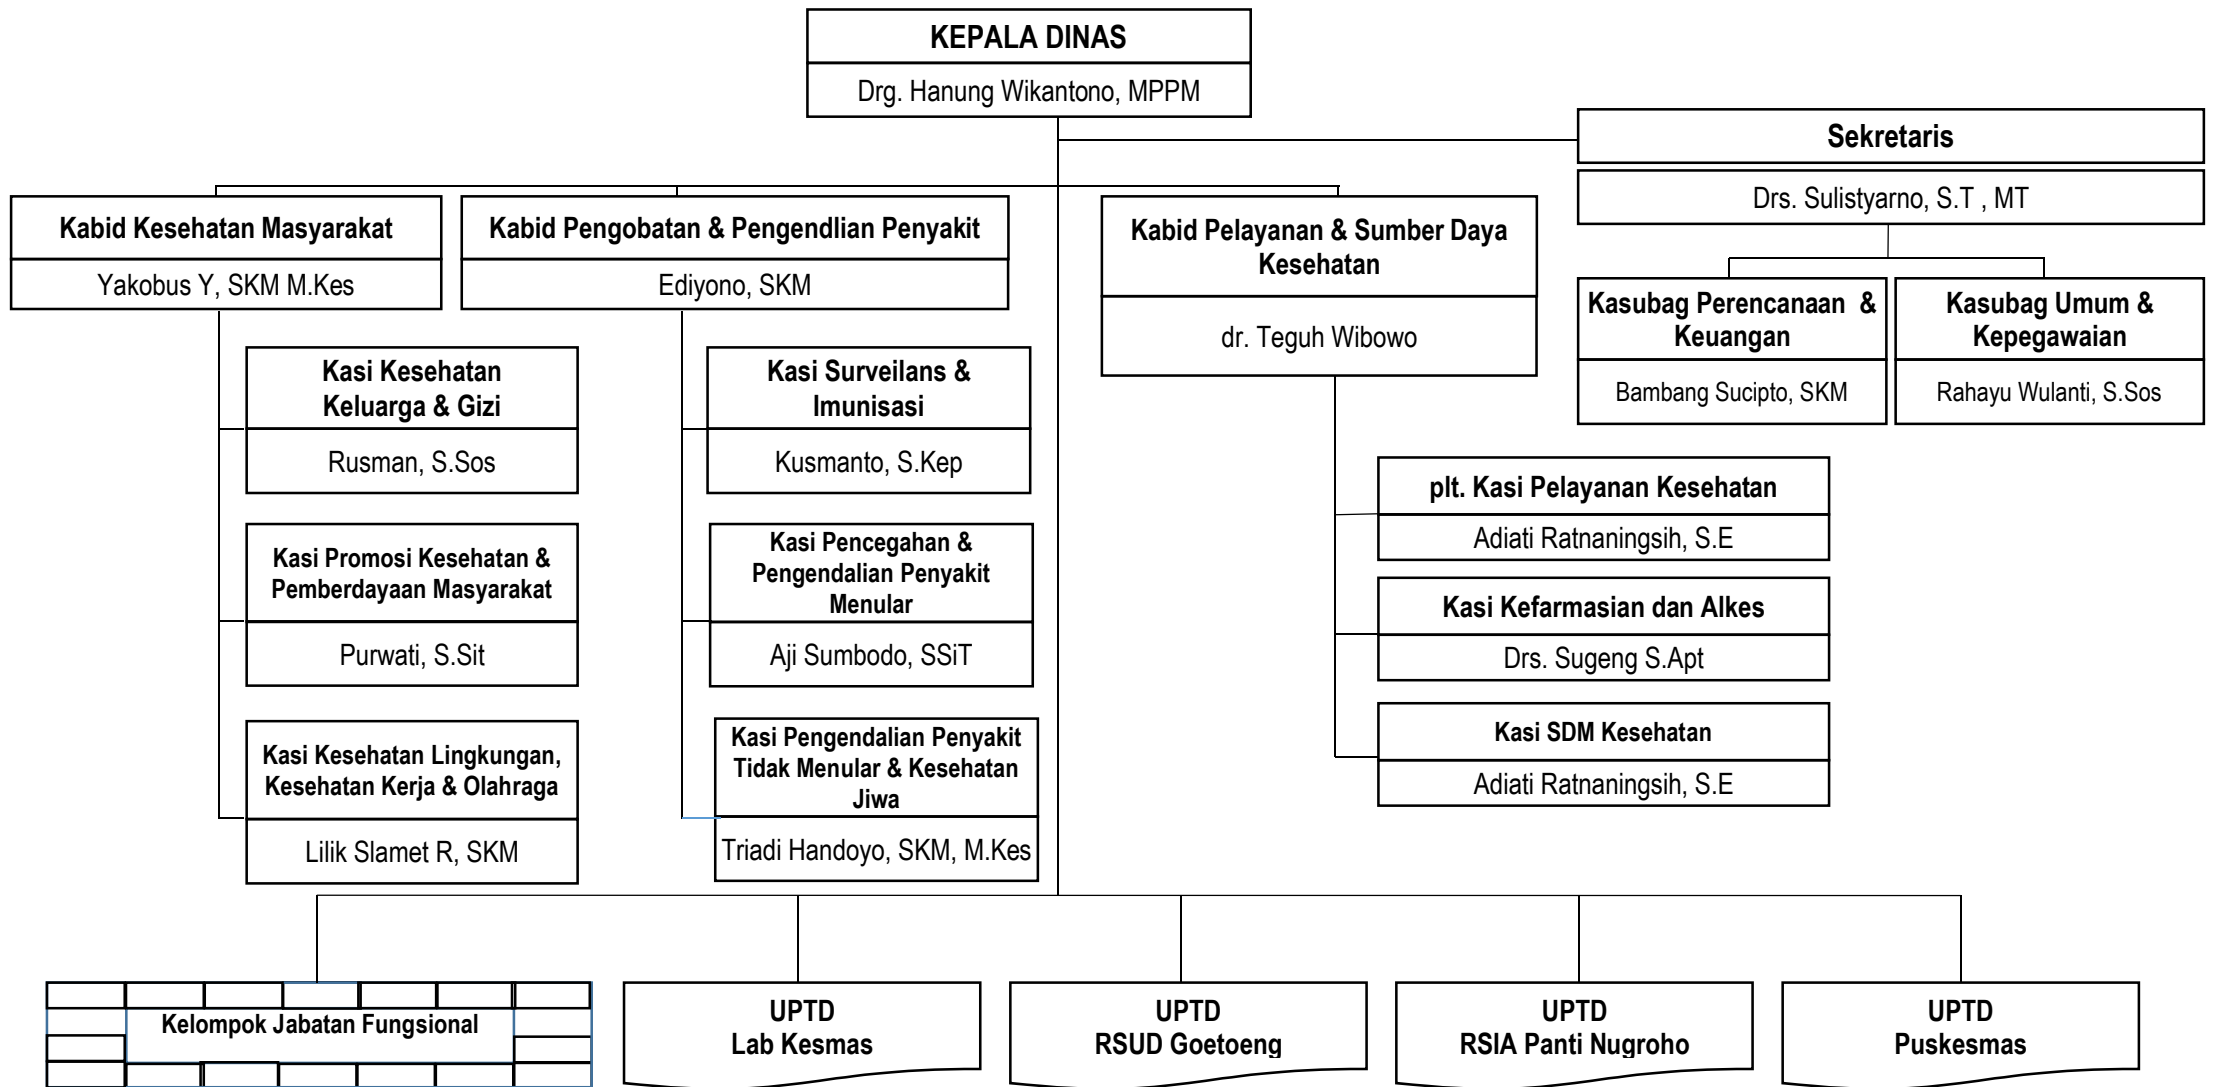 KEPALA DINAS
Drg. Hanung Wikantono, MPPM
Sekretaris
Drs. Sulistyarno, S.T , MT
Kasubag Perencanaan &
Keuangan
Bambang Sucipto, SKM
Kasubag Umum &
Kepegawaian
Rahayu Wulanti, S.Sos
Kabid Kesehatan Masyarakat
Yakobus Y, SKM M.Kes
Kasi Kesehatan
Keluarga & Gizi
Rusman, S.Sos
Kasi Promosi Kesehatan &
Pemberdayaan Masyarakat
Purwati, S.Sit
Kasi Kesehatan Lingkungan,
Kesehatan Kerja & Olahraga
Lilik Slamet R, SKM
Kabid Pengobatan & Pengendlian Penyakit
Ediyono, SKM
Kasi Surveilans &
Imunisasi
Kusmanto, S.Kep
Kasi Pencegahan &
Pengendalian Penyakit
Menular
Aji Sumbodo, SSiT
Kasi Pengendalian Penyakit
Tidak Menular & Kesehatan
Jiwa
Triadi Handoyo, SKM, M.Kes
Kabid Pelayanan & Sumber Daya
Kesehatan
dr. Teguh Wibowo
plt. Kasi Pelayanan Kesehatan
Adiati Ratnaningsih, S.E
Kasi Kefarmasian dan Alkes
Drs. Sugeng S.Apt
Kasi SDM Kesehatan
Adiati Ratnaningsih, S.E
Kelompok Jabatan Fungsional
UPTD
Lab Kesmas
UPTD
RSUD Goetoeng
UPTD
RSIA Panti Nugroho
UPTD
Puskesmas